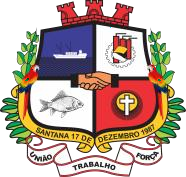 SANTANA 17 DE DEZEMBRO 1987
UNIÃO TRABALHO FORÇA